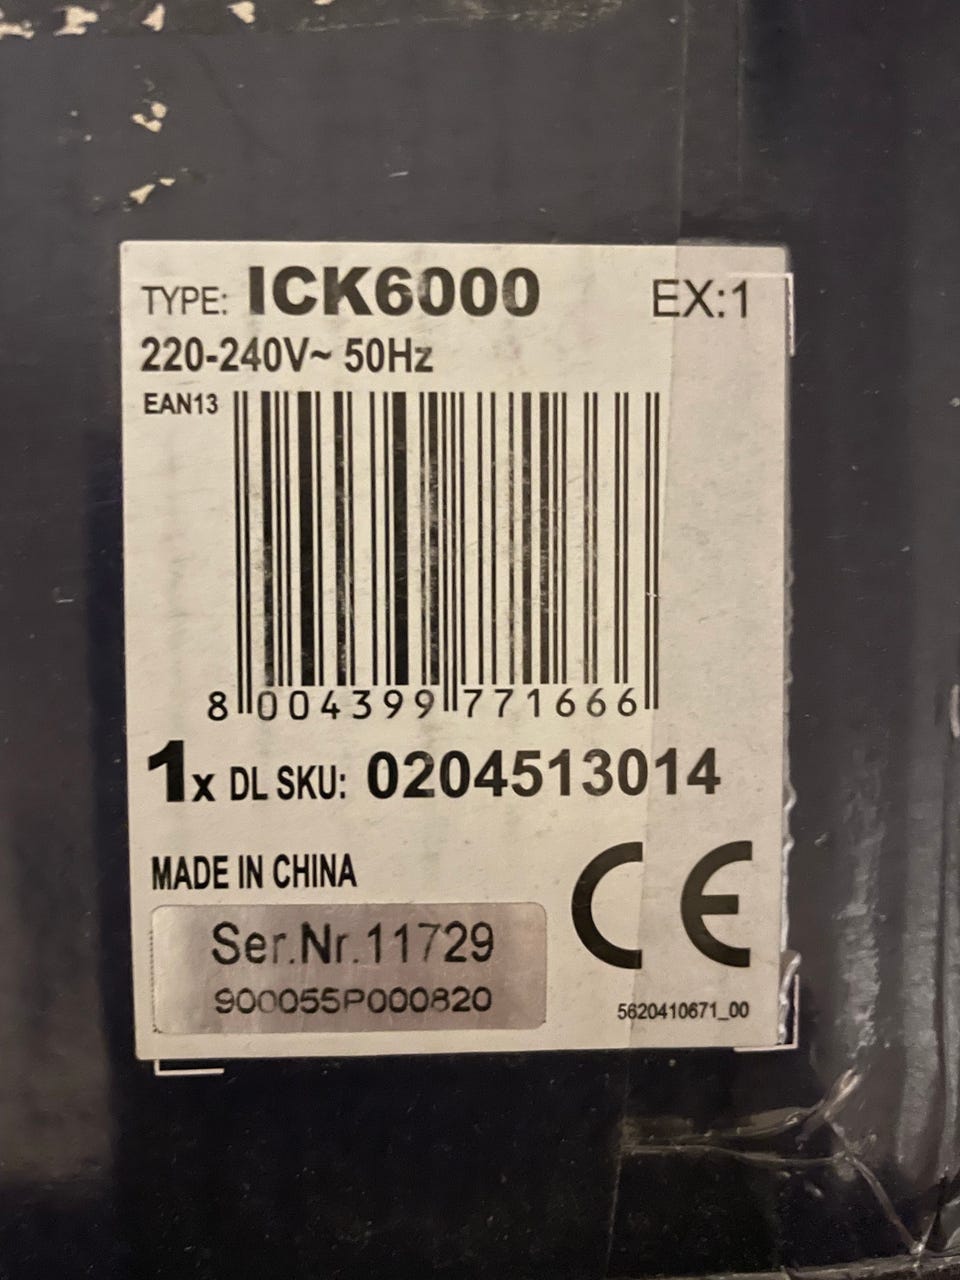 TYPE: ICK6000 EX:1
220-240V~ 50Hz
EAN13
8 004399 771666
1x DL SKU: 0204513014
MADE IN CHINA
CE
Ser.Nr.11729
900055P000820
5620410671_00